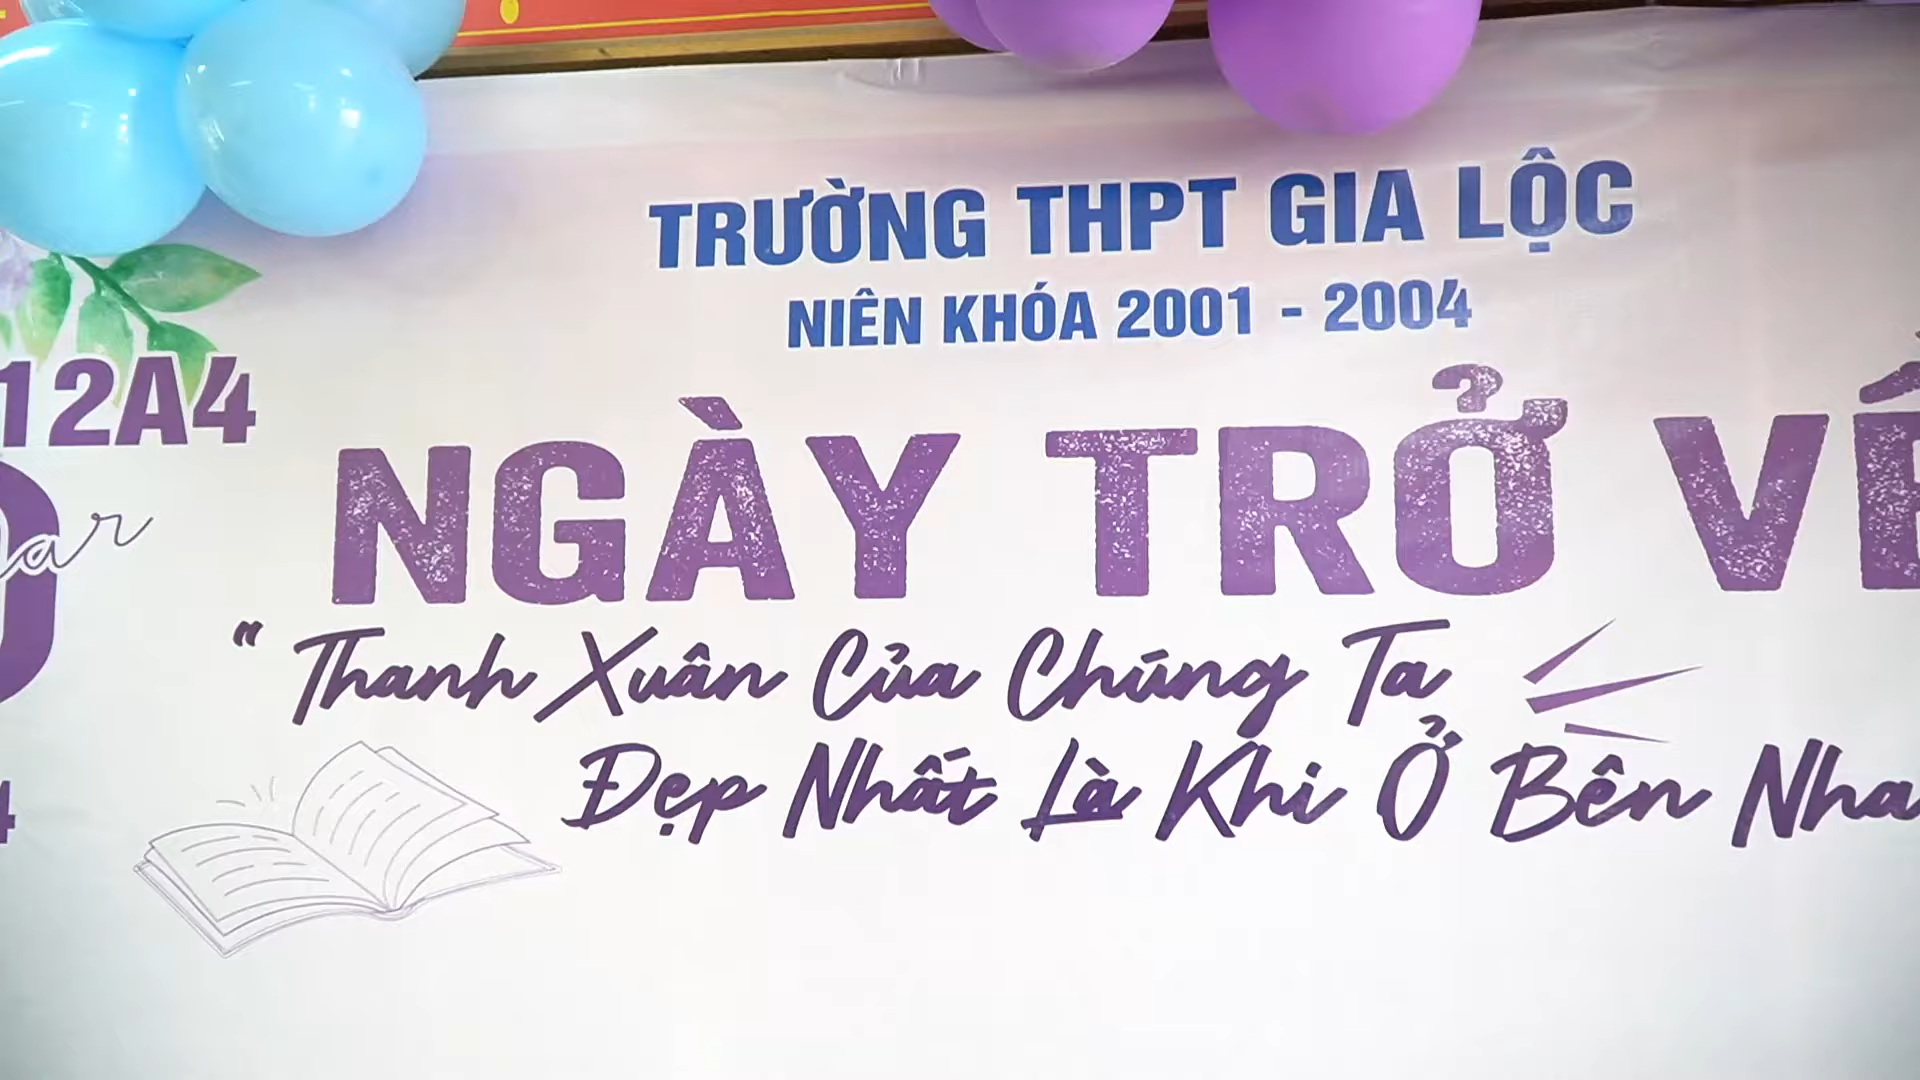 TRƯỜNG THPT GIA LỘC
NIÊN KHÓA 2001 - 2004
12A4
NGÀY TRỞ VỀ
“Thanh Xuân Của Chúng Ta
Đẹp Nhất Là Khi Ở Bên